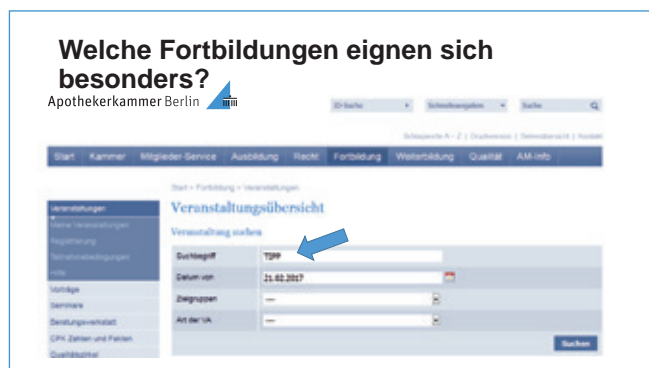 Welche Fortbildungen eignen sich
besonders?
Apothekerkammer Berlin
ID-Suche
Schnellnavigation
Suche
Schlagworte A - Z | Druckversion | Seitenübersicht | Kontakt
Start Kammer Mitglieder-Service Ausbildung Recht Fortbildung Weiterbildung Qualität AM-Info
Start > Fortbildung > Veranstaltungen
Veranstaltungen
Veranstaltungsübersicht
Meine Veranstaltungen
Registrierung
Teilnahmebedingungen
Hilfe
Vorträge
Seminare
Beratungswerkstatt
CPK Zahlen und Fakten
Qualitätszirkel
Veranstaltung suchen
Suchbegriff
Datum von 21.02.2017
Zielgruppen ----
Art der VA ----
Suchen